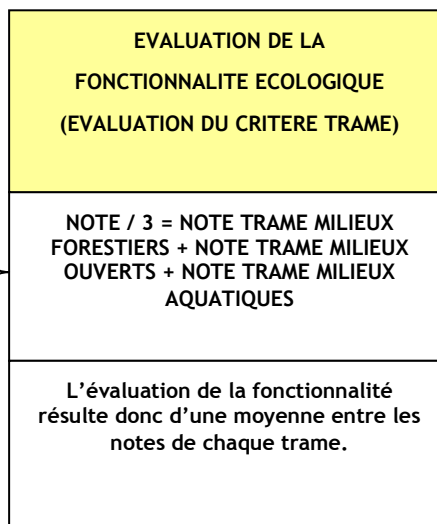 EVALUATION DE LA
FONCTIONNALITE ECOLOGIQUE
(EVALUATION DU CRITERE TRAME)
NOTE / 3 = NOTE TRAME MILIEUX
FORESTIERS + NOTE TRAME MILIEUX
OUVERTS + NOTE TRAME MILIEUX
AQUATIQUES
L’évaluation de la fonctionnalité
résulte donc d’une moyenne entre les
notes de chaque trame.